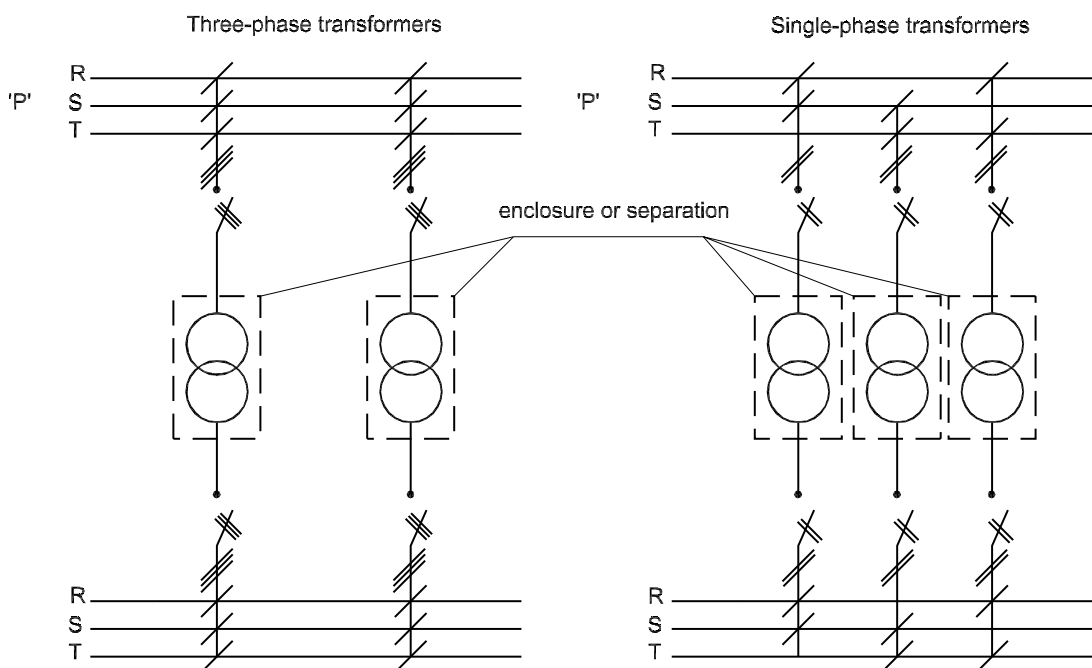 Three-phase transformers
Single-phase transformers
R
'P'
S
T
R
'P'
S
T
enclosure or separation
R
S
T
R
S
T